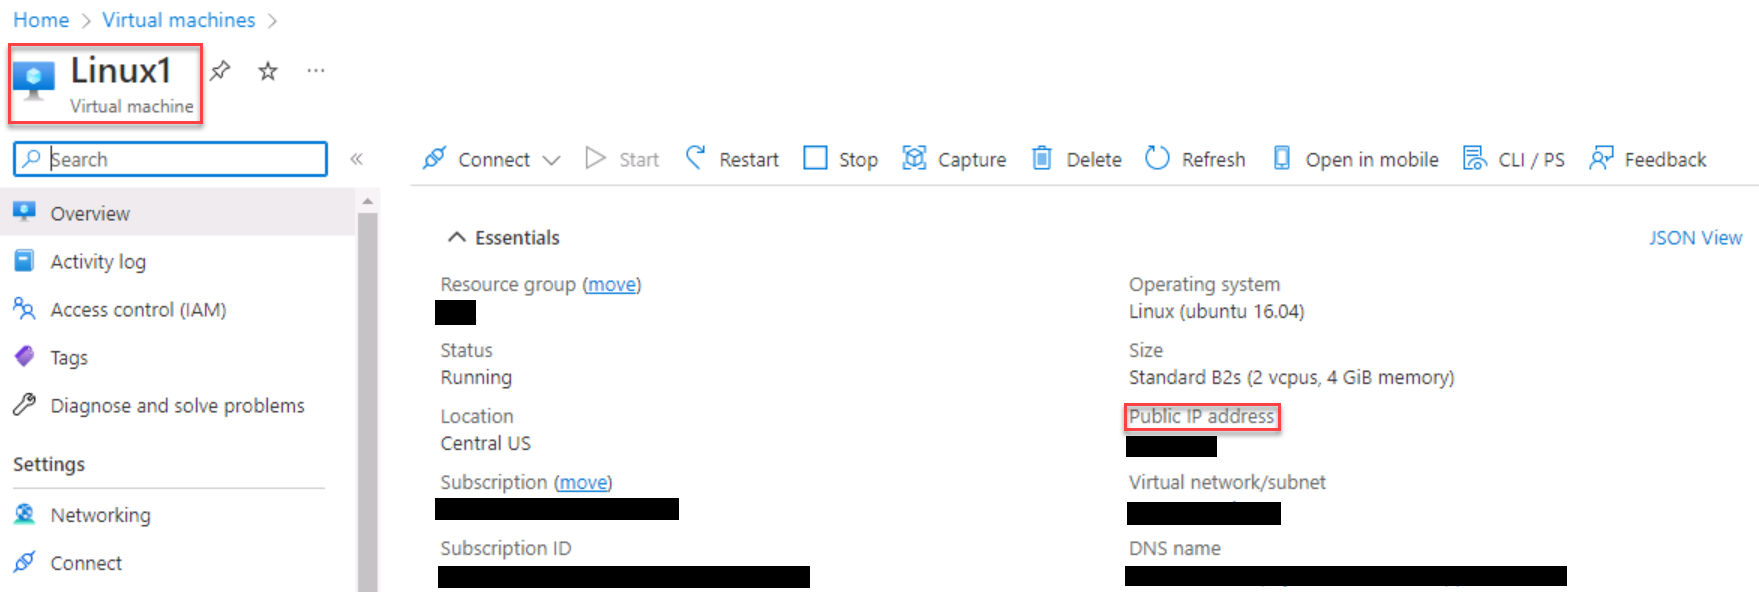 Home > Virtual machines >
Linux1
Virtual machine
Search
Connect Start Restart Stop Capture Delete Refresh Open in mobile CLI / PS Feedback
Overview
Activity log
Access control (IAM)
Tags
Diagnose and solve problems
Settings
Networking
Connect
Essentials
JSON View
Resource group (move)
Status
Running
Location
Central US
Subscription (move)
Subscription ID
Operating system
Linux (ubuntu 16.04)
Size
Standard B2s (2 vcpus, 4 GiB memory)
Public IP address
Virtual network/subnet
DNS name